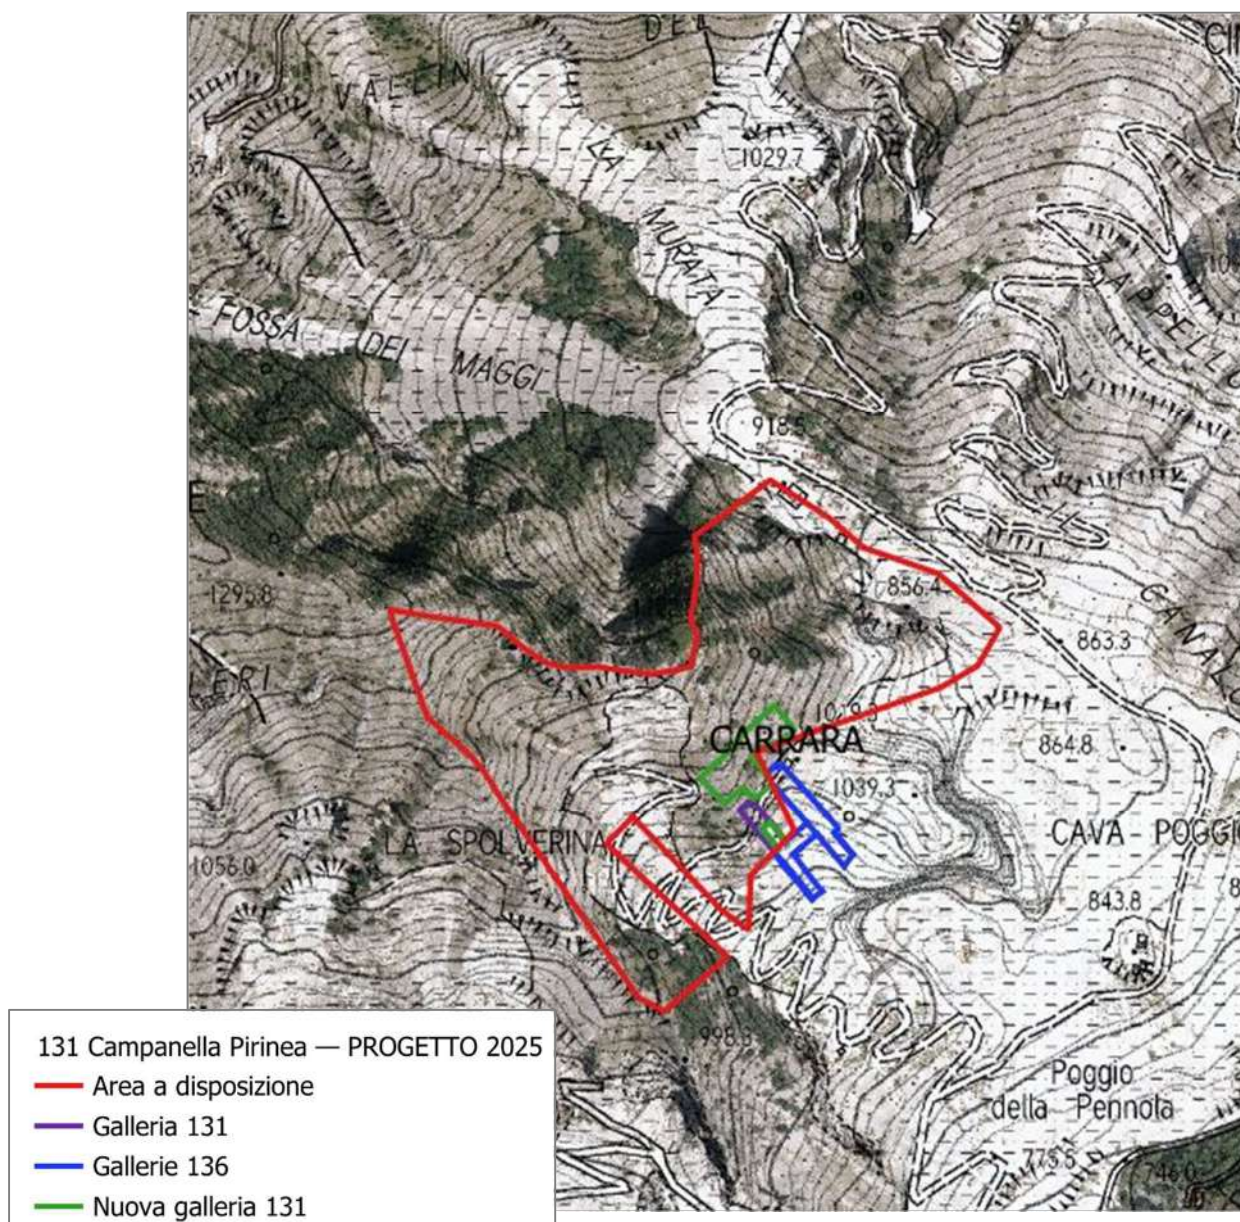 DEL
VALLINI
LA
MURATA
1029.7
ZAPPELLO
FOSSA DEI MAGGI
918.5
1295.8
856.4
863.3
CANAL
LERI
CARRARA
864.8
1039.3
LA SPOLVERINA
CAVA POGGIO
1056.0
843.8
998.3
Poggio
della Pennola
775.5
746.0
131 Campanella Pirinea — PROGETTO 2025
Area a disposizione
Galleria 131
Gallerie 136
Nuova galleria 131